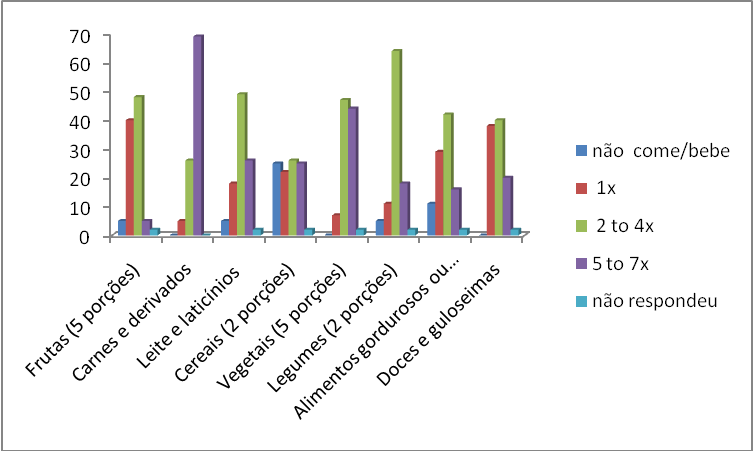 70
60
50
40
30
20
10
0
Frutas (5 porções)
Carnes e derivados
Leite e laticínios
Cereais (2 porções)
Vegetais (5 porções)
Legumes (2 porções)
Alimentos gordurosos ou...
Doces e guloseimas
não come/bebe
1x
2 to 4x
5 to 7x
não respondeu